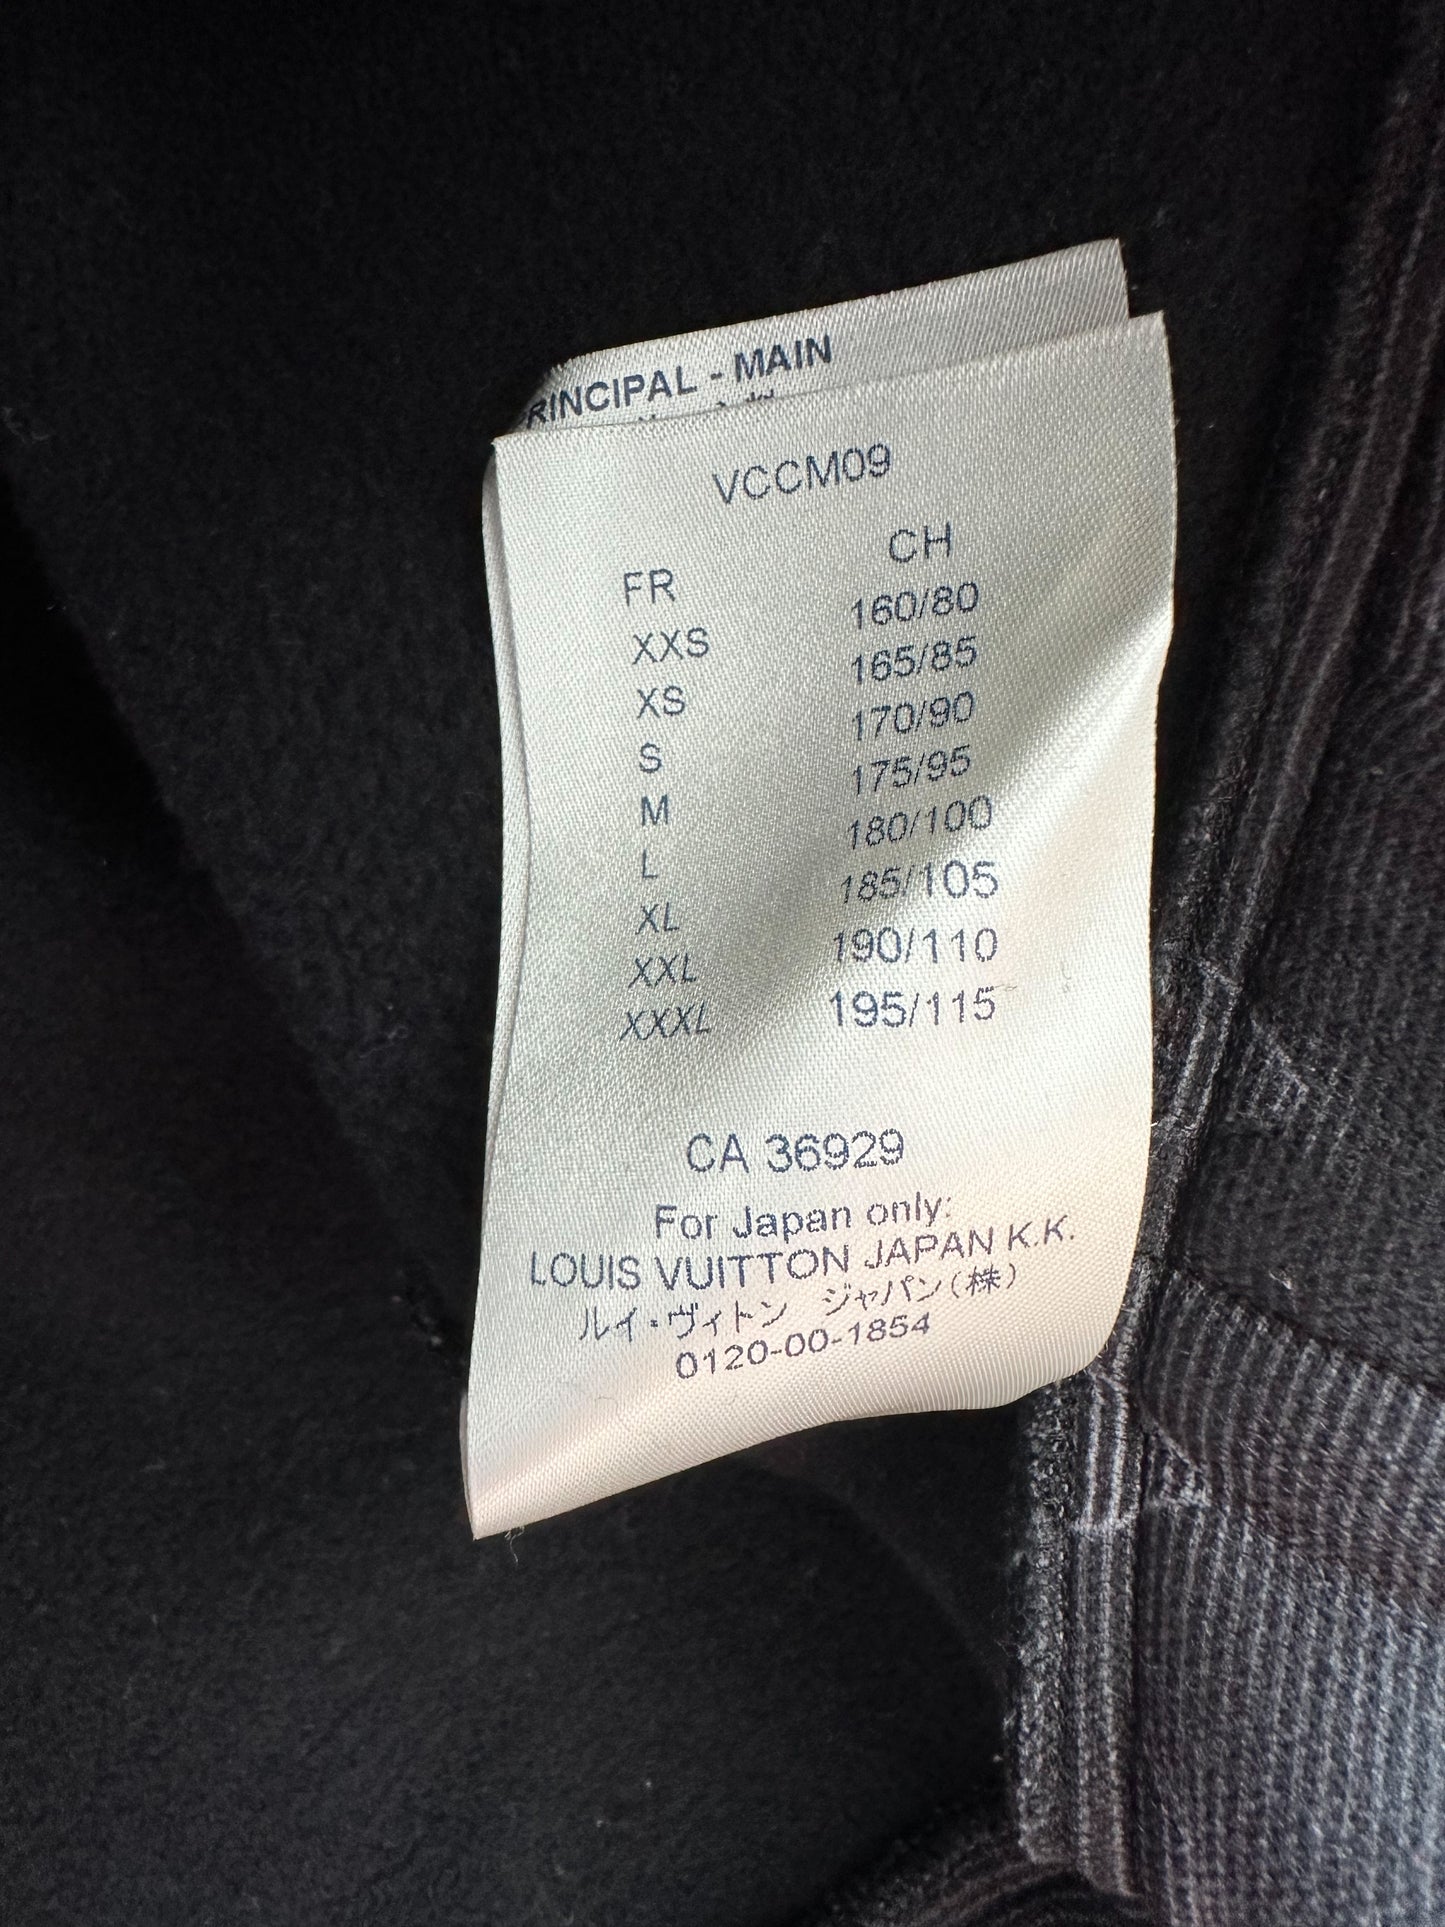 RINCIPAL - MAIN
VCCM09
FR CH
XXS 160/80
XS 165/85
S 170/90
M 175/95
L 180/100
XL 185/105
XXL 190/110
XXXL 195/115
CA 36929
For Japan only:
LOUIS VUITTON JAPAN K.K.
ルイ・ヴィトン ジャパン(株)
0120-00-1854